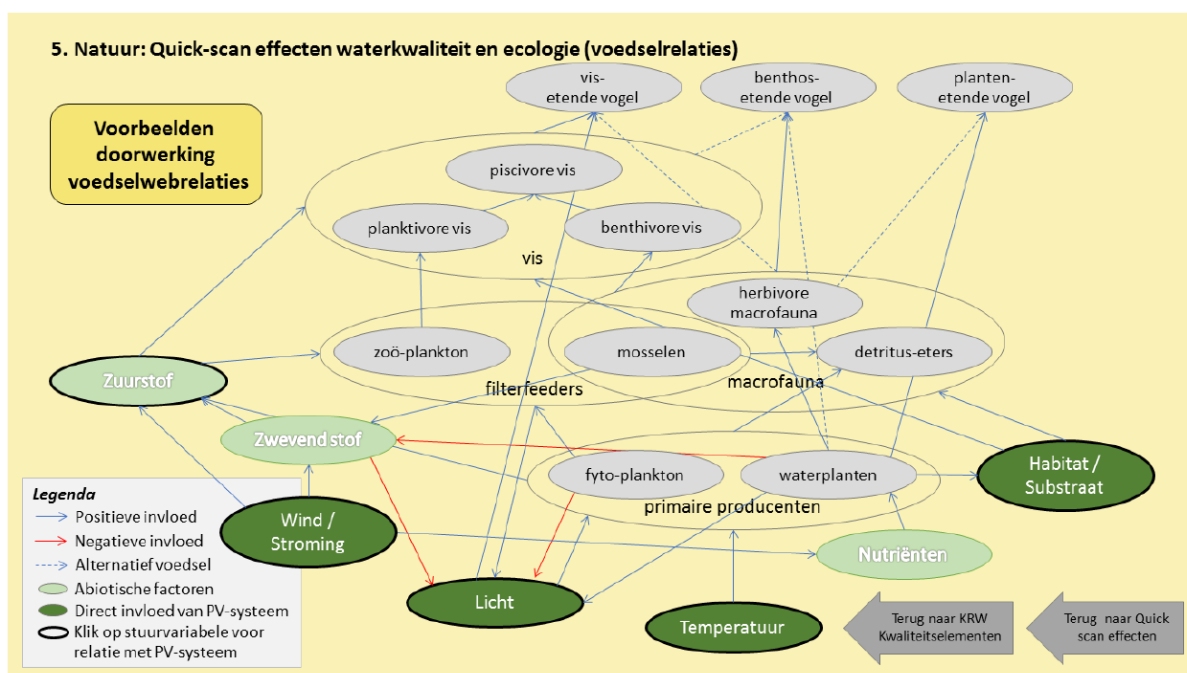 5. Natuur: Quick-scan effecten waterkwaliteit en ecologie (voedselrelaties)
Voorbeelden
doorwerking
voedselwebrelaties
vis-
etende vogel
benthos-
etende vogel
planten-
etende vogel
piscivore vis
planktivore vis
benthivore vis
vis
herbivore
macrofauna
zoö-plankton
mosselen
detritus-eters
filterfeeders
macrofauna
Zuurstof
Zwevend stof
fyto-plankton
waterplanten
primaire producenten
Habitat /
Substraat
Wind /
Stroming
Nutriënten
Licht
Temperatuur
Legenda
Positieve invloed
Negatieve invloed
Alternatief voedsel
Abiotische factoren
Direct invloed van PV-systeem
Klik op stuurvariabele voor
relatie met PV-systeem
Terug naar KRW
Kwaliteitselementen
Terug naar Quick
scan effecten